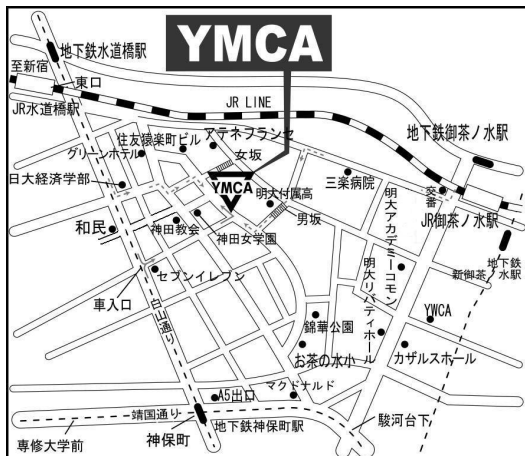 YMCA
地下鉄水道橋駅
至新宿
東口
JR LINE
JR水道橋駅
地下鉄御茶ノ水駅
アテネフランセ
住友猿楽町ビル
グリーンホテル
女坂
三楽病院
日大経済学部
YMCA
明大付属高
交番
JR御茶ノ水駅
和民
神田教会
神田女学園
男坂
明大アカデミーコモン
地下鉄
新御茶ノ水駅
セブンイレブン
車入口
白山通り
明大リバティホール
YWCA
錦華公園
お茶の水小
カザルスホール
A5出口
マクドナルド
靖国通り
専修大学前
神保町
地下鉄神保町駅
駿河台下